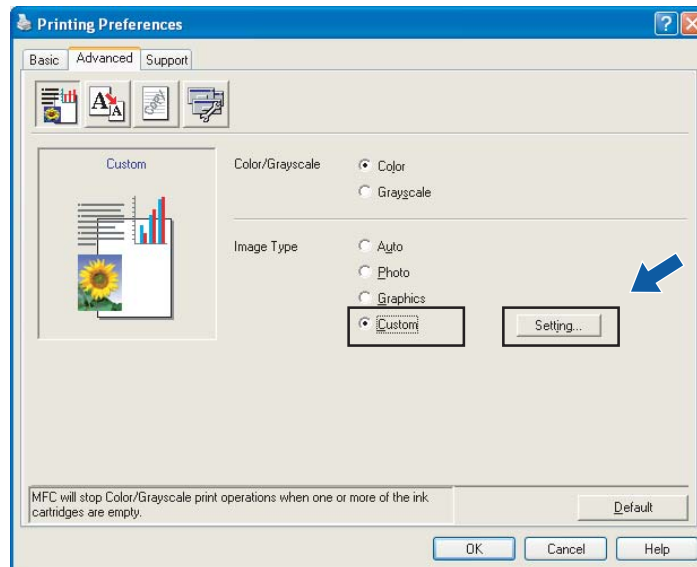 Printing Preferences
Basic Advanced Support
A A
Custom
Color/Grayscale
Color
Grayscale
Image Type
Auto
Photo
Graphics
Custom
Setting...
MFC will stop Color/Grayscale print operations when one or more of the ink
cartridges are empty.
Default
OK Cancel Help